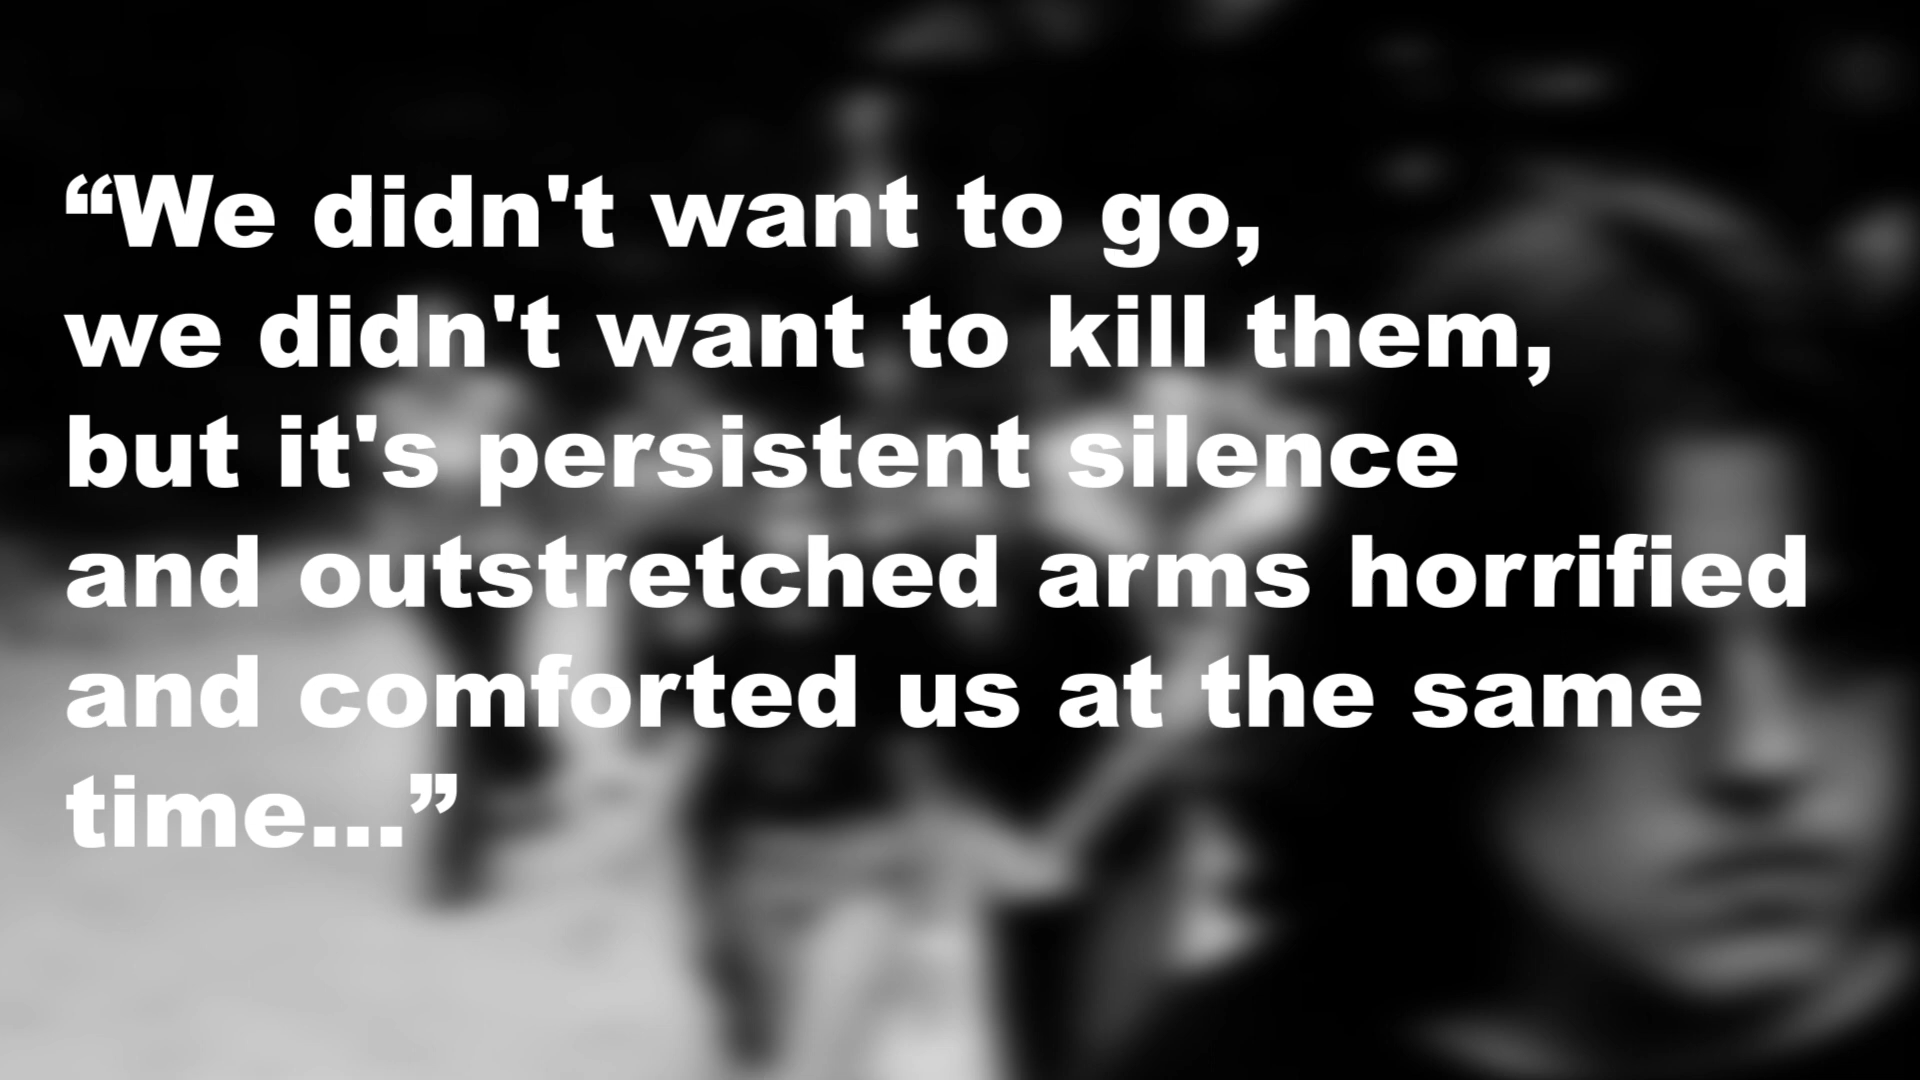 “We didn't want to go,
we didn't want to kill them,
but it's persistent silence
and outstretched arms horrified
and comforted us at the same
time...”